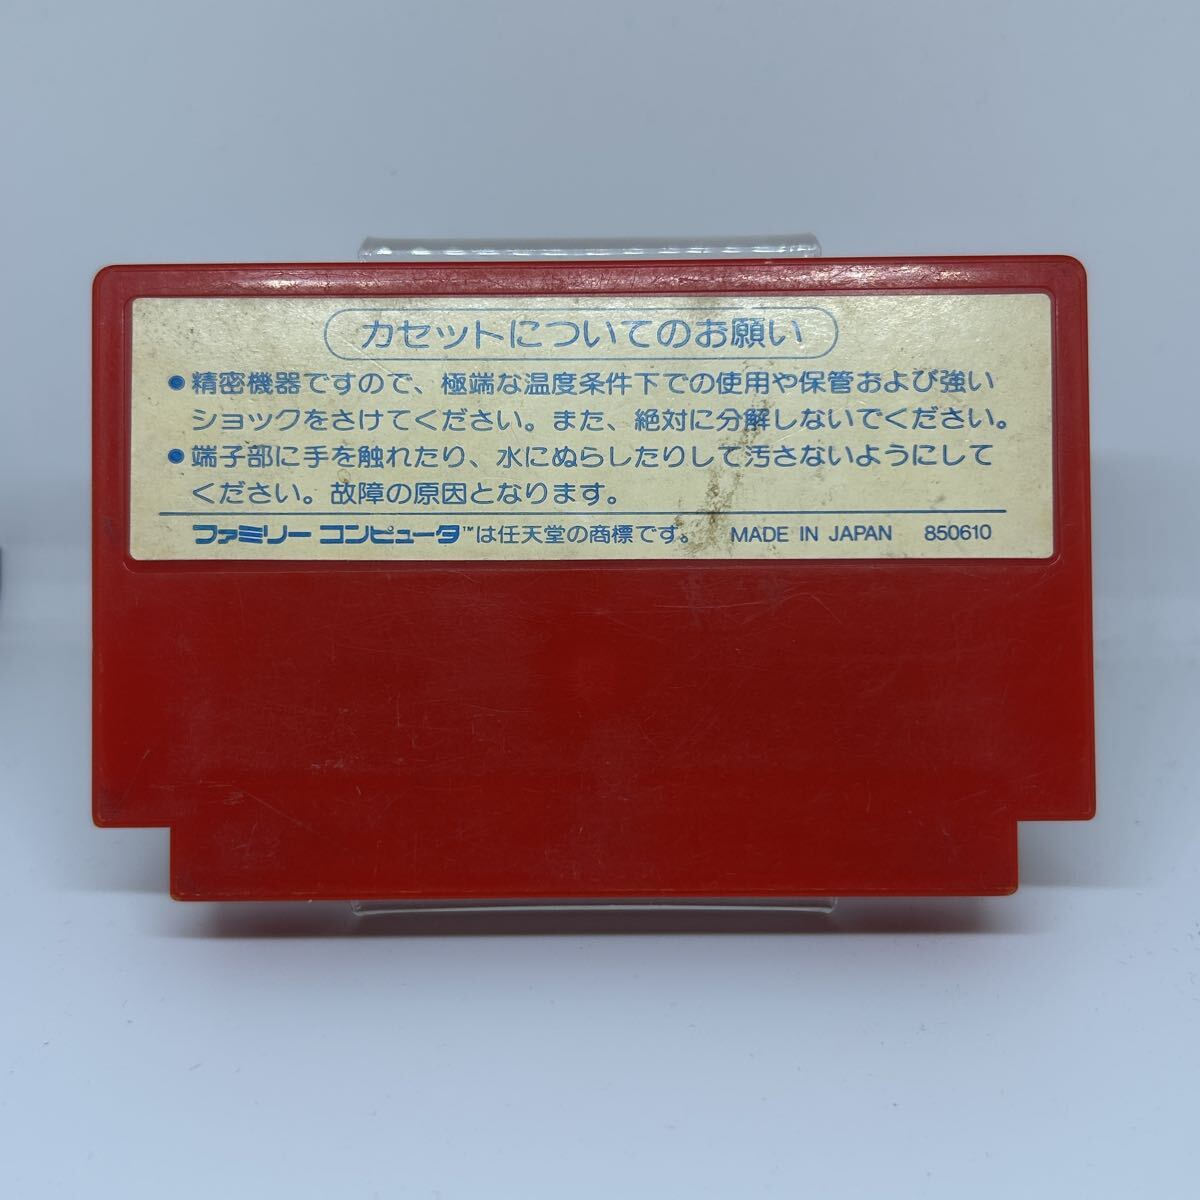 カセットについてのお願い
●精密機器ですので、極端な温度条件下での使用や保管および強い
ショックをさけてください。また、絶対に分解しないでください。
●端子部に手を触れたり、水にぬらしたりして汚さないようにして
ください。故障の原因となります。
ファミリーコンピュータ™は任天堂の商標です。 MADE IN JAPAN 850610